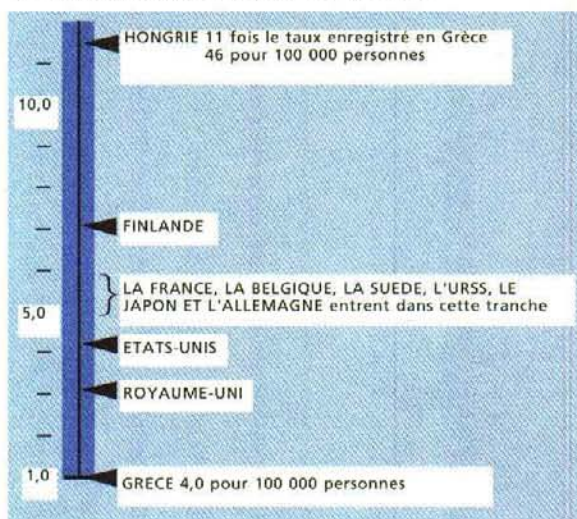 HONGRIE 11 fois le taux enregistré en Grèce
46 pour 100 000 personnes
10,0
FINLANDE
LA FRANCE, LA BELGIQUE, LA SUEDE, L'URSS, LE
JAPON ET L'ALLEMAGNE entrent dans cette tranche
5,0
ETATS-UNIS
ROYAUME-UNI
1,0
GRECE 4,0 pour 100 000 personnes